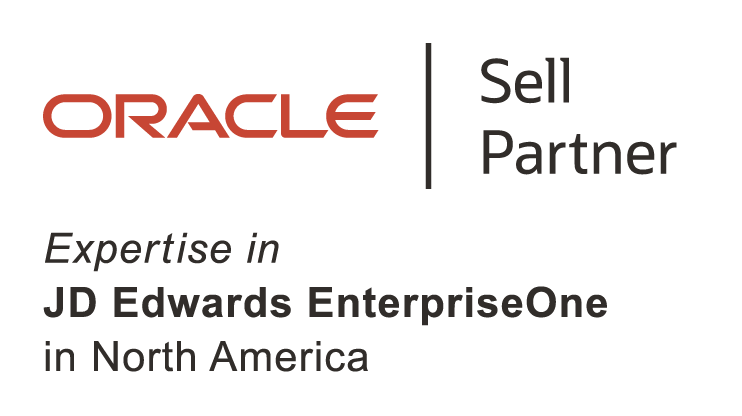 ORACLE
Sell
Partner
Expertise in
JD Edwards EnterpriseOne
in North America